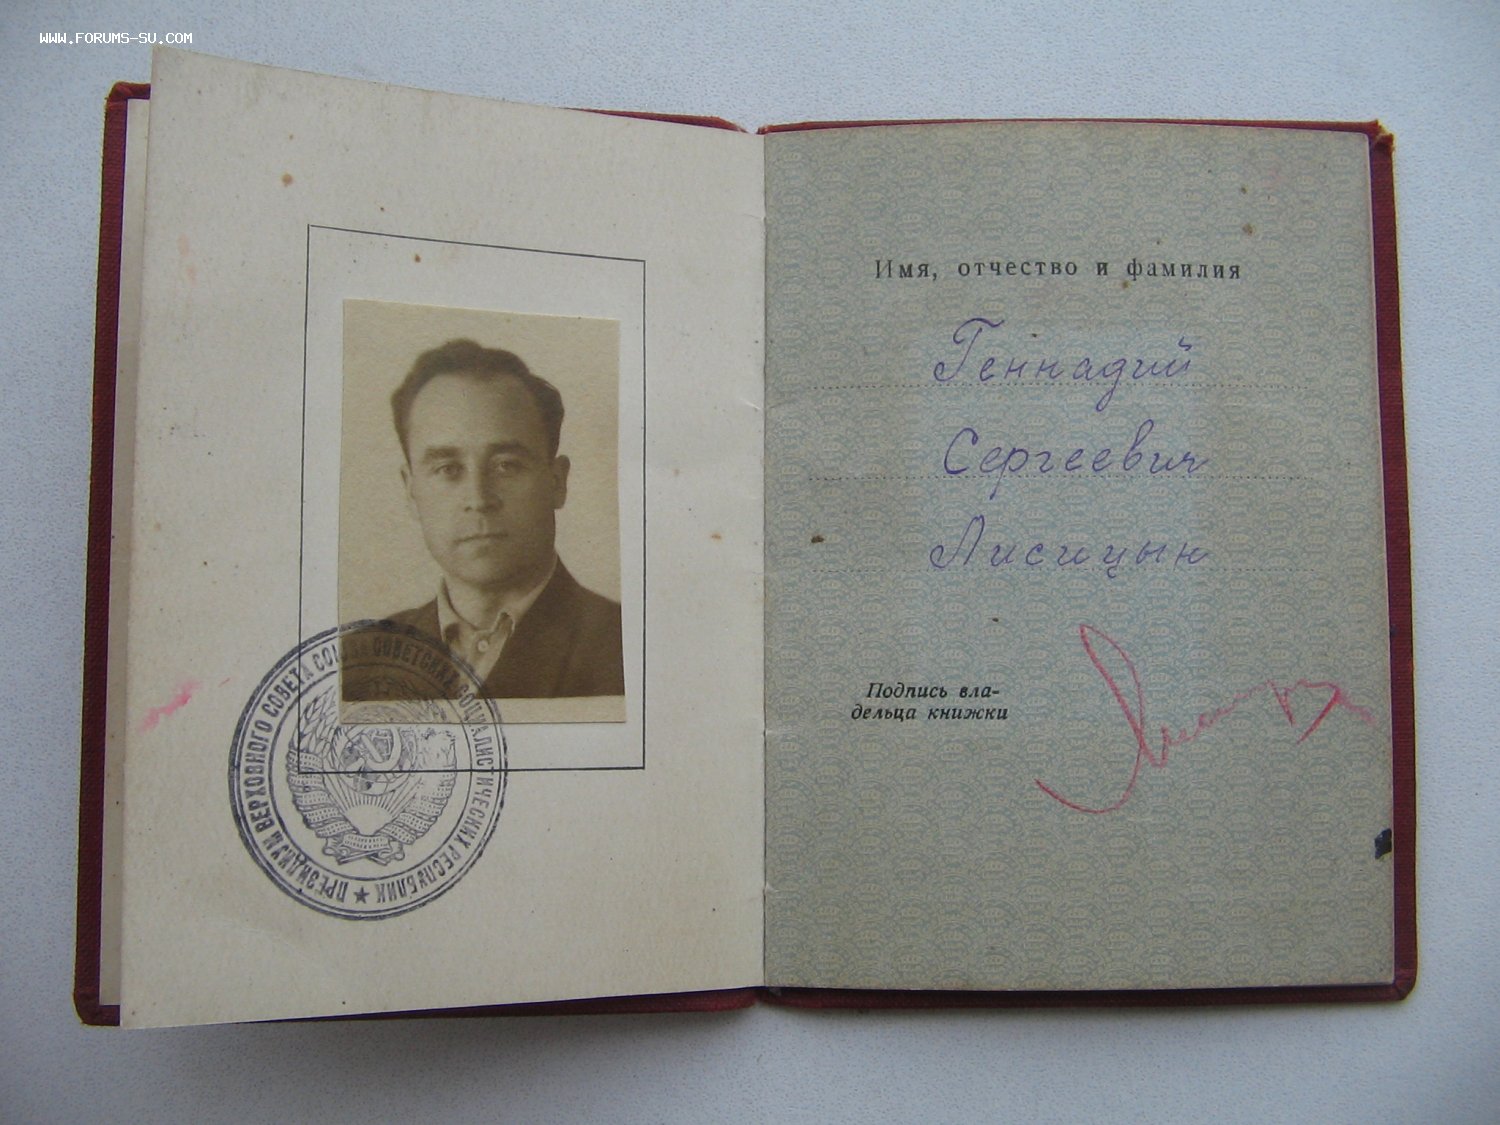 WWW.FORUMS-SU.COM
ПРЕЗИДИУМ ВЕРХОВНОГО СОВЕТА СОЮЗА СОВЕТСКИХ СОЦИАЛИСТИЧЕСКИХ РЕСПУБЛИК ★
Имя, отчество и фамилия
Геннадий
Сергеевич
Лисицын
Подпись вла-
дельца книжки